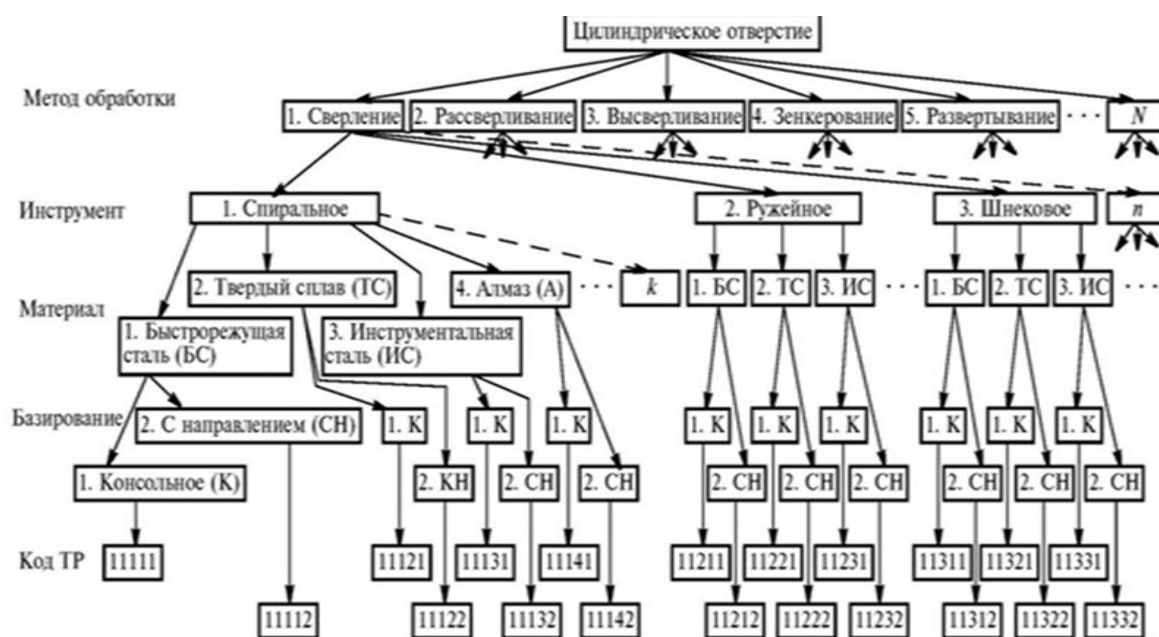 Цилиндрическое отверстие
Метод обработки
1. Сверление
2. Рассверливание
3. Высверливание
4. Зенкерование
5. Развертывание
...
N
Инструмент
1. Спиральное
2. Ружейное
3. Шнековое
n
Материал
2. Твердый сплав (ТС)
4. Алмаз (А)
...
k
1. БС
2. ТС
3. ИС
...
1. БС
2. ТС
3. ИС
...
1. Быстрорежущая
сталь (БС)
3. Инструментальная
сталь (ИС)
Базирование
2. С направлением (СН)
1. К
1. К
1. К
1. К
1. К
1. К
1. К
1. К
1. К
1. Консольное (К)
2. КН
2. СН
2. СН
2. СН
2. СН
2. СН
2. СН
2. СН
2. СН
Код ТР
11111
11121
11131
11141
11211
11221
11231
11311
11321
11331
11112
11122
11132
11142
11212
11222
11232
11312
11322
11332